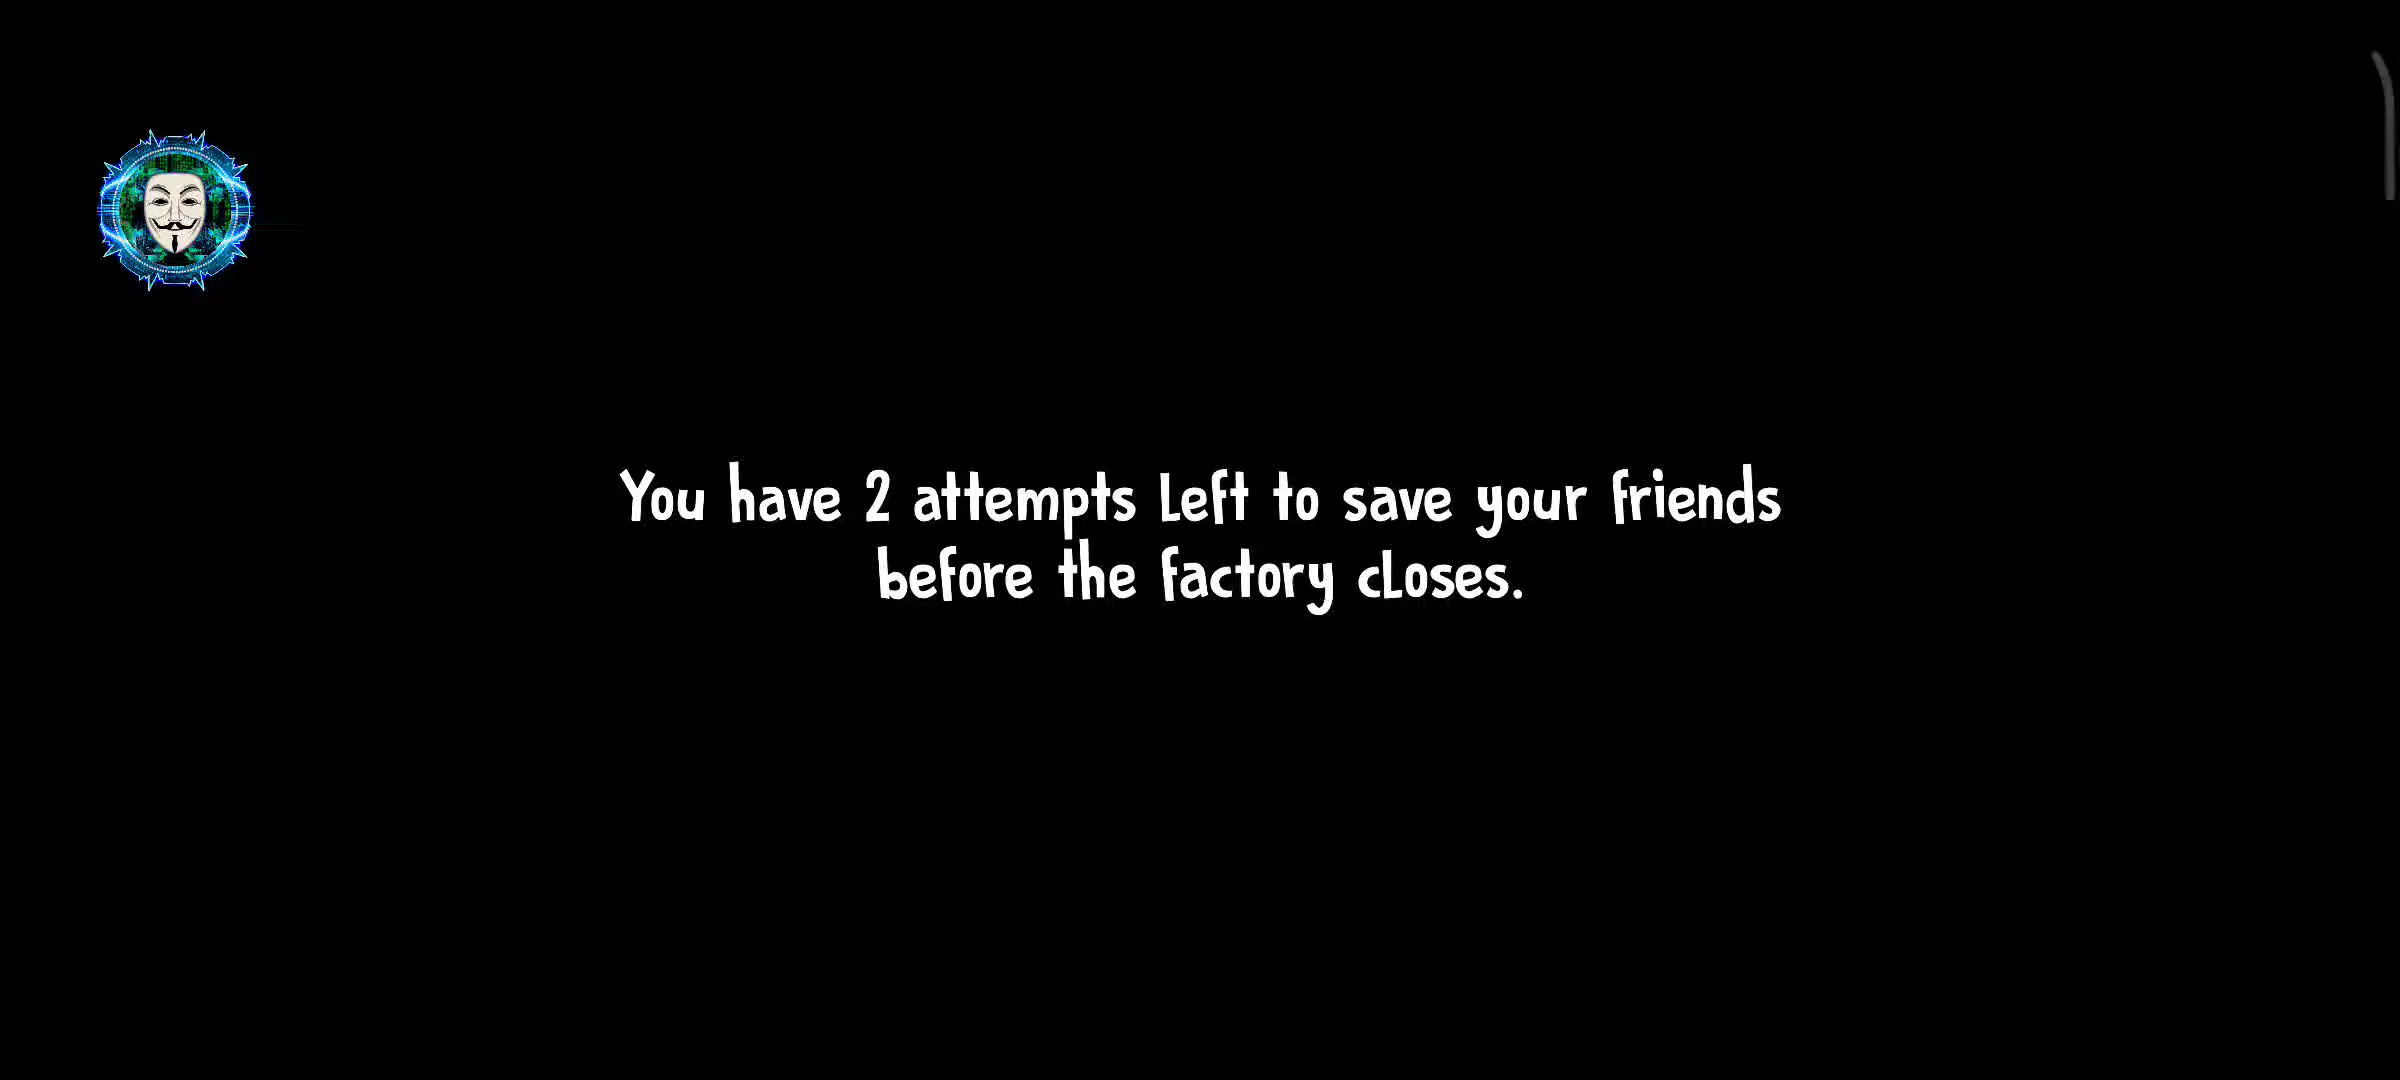 You have 2 attempts left to save your friends
before the factory closes.